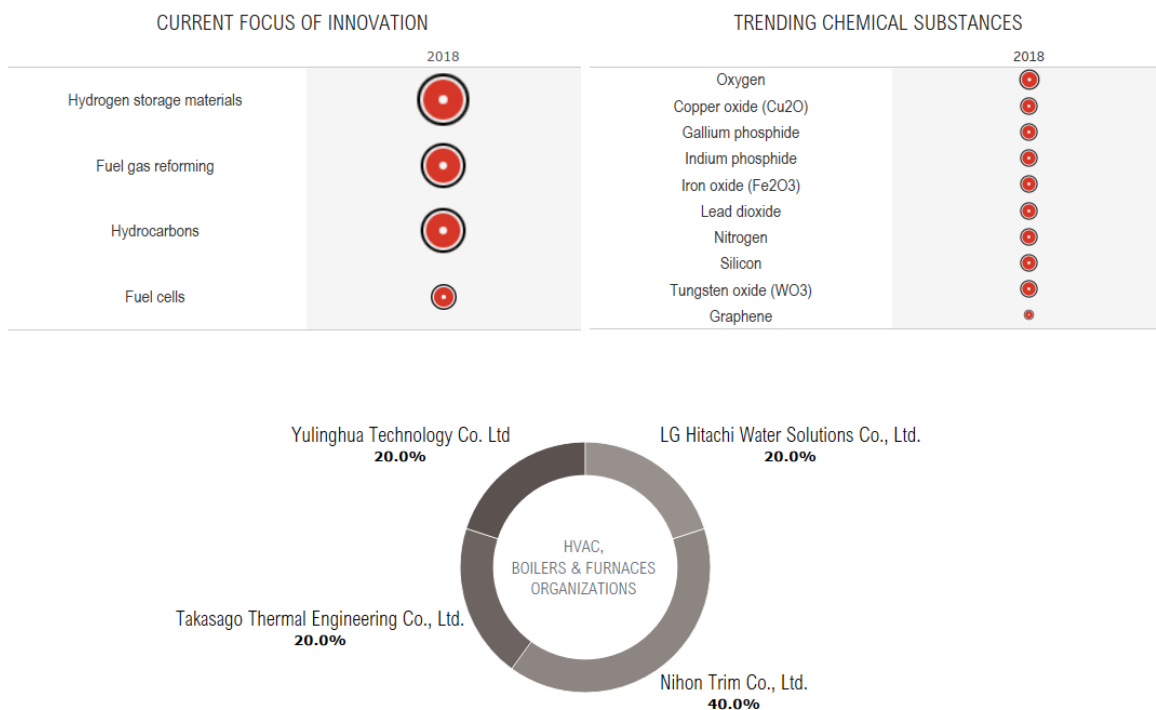 CURRENT FOCUS OF INNOVATION
2018
Hydrogen storage materials
Fuel gas reforming
Hydrocarbons
Fuel cells
TRENDING CHEMICAL SUBSTANCES
2018
Oxygen
Copper oxide (Cu2O)
Gallium phosphide
Indium phosphide
Iron oxide (Fe2O3)
Lead dioxide
Nitrogen
Silicon
Tungsten oxide (WO3)
Graphene
Yulinghua Technology Co. Ltd
20.0%
LG Hitachi Water Solutions Co., Ltd.
20.0%
HVAC,
BOILERS & FURNACES
ORGANIZATIONS
Takasago Thermal Engineering Co., Ltd.
20.0%
Nihon Trim Co., Ltd.
40.0%